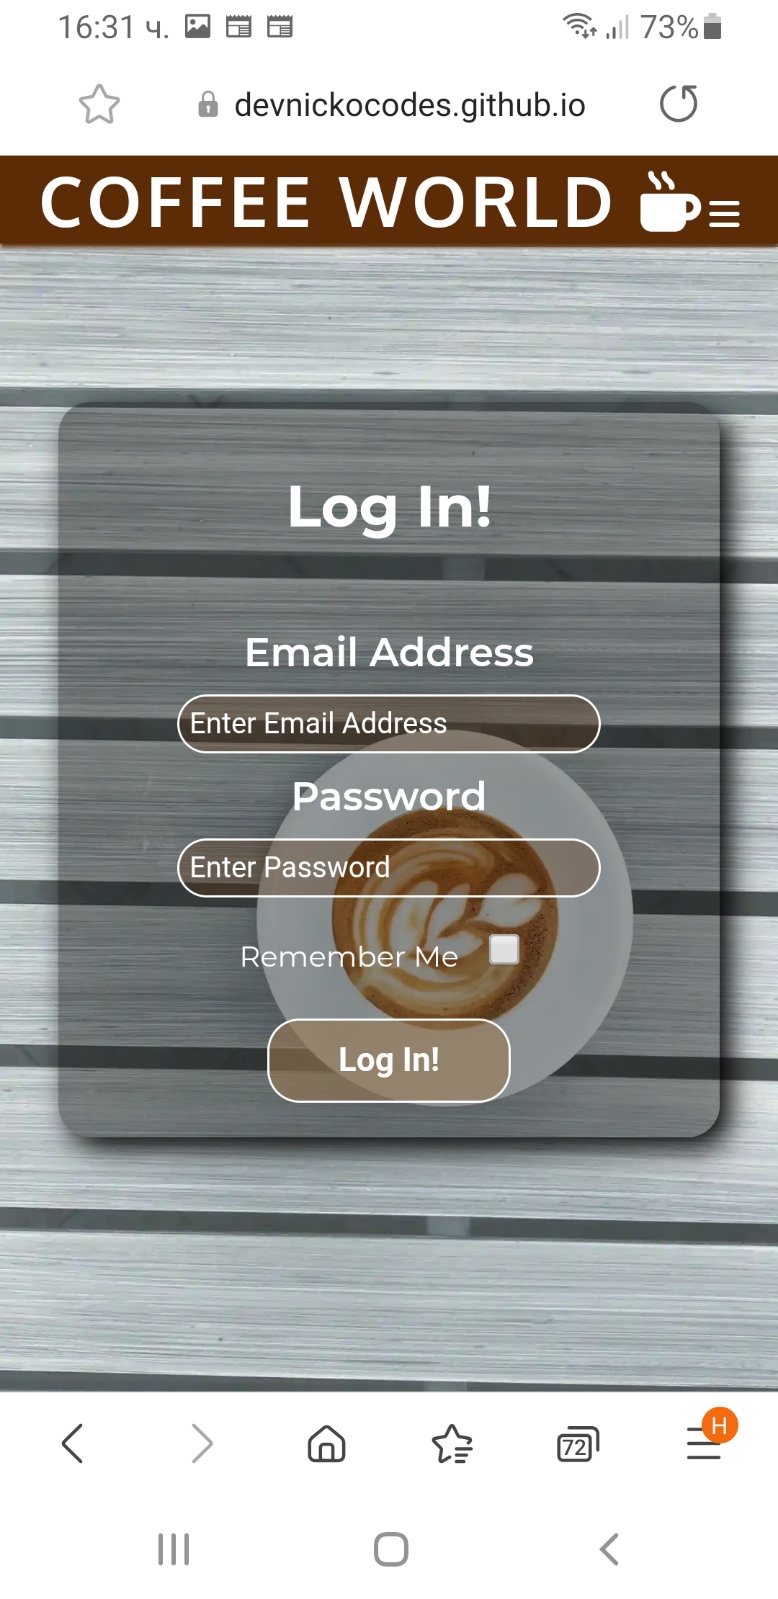 16:31 ч. 73%
devnickocodes.github.io
COFFEE WORLD
Log In!
Email Address
Enter Email Address
Password
Enter Password
Remember Me
Log In!
72
H